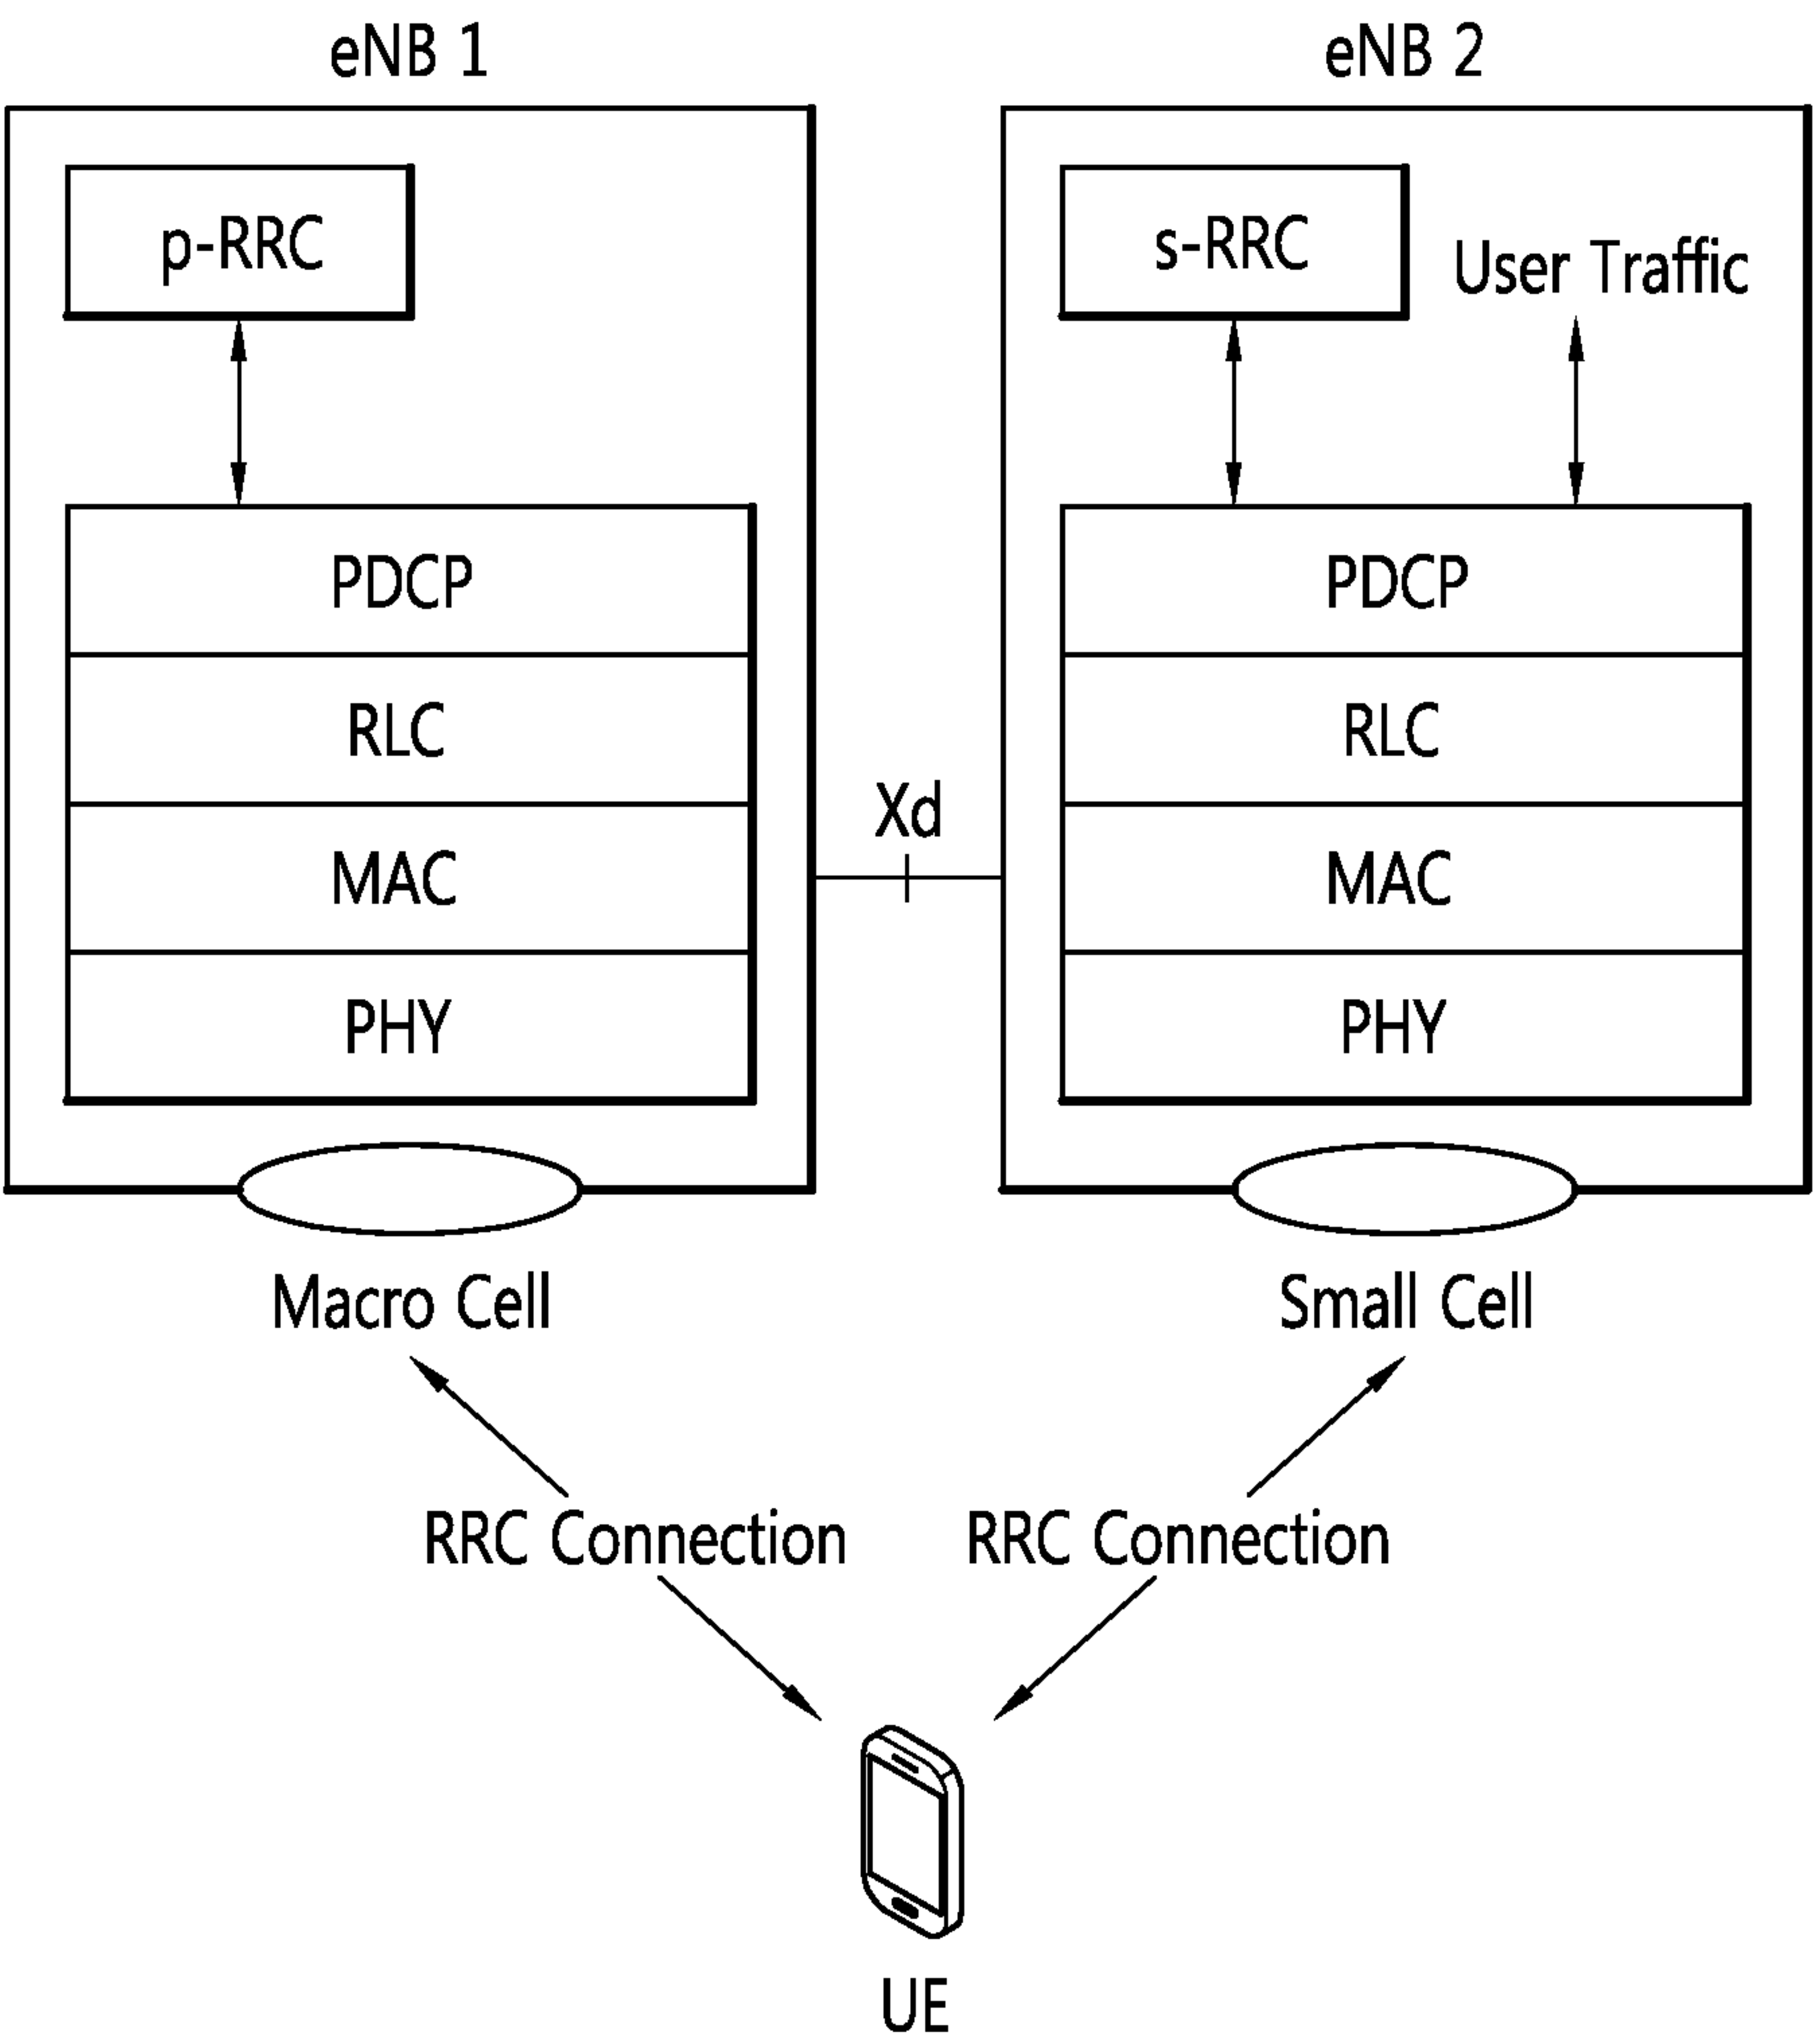 eNB 1
eNB 2
p-RRC
s-RRC
User Traffic
PDCP
PDCP
RLC
RLC
Xd
MAC
MAC
PHY
PHY
Macro Cell
Small Cell
RRC Connection
RRC Connection
UE